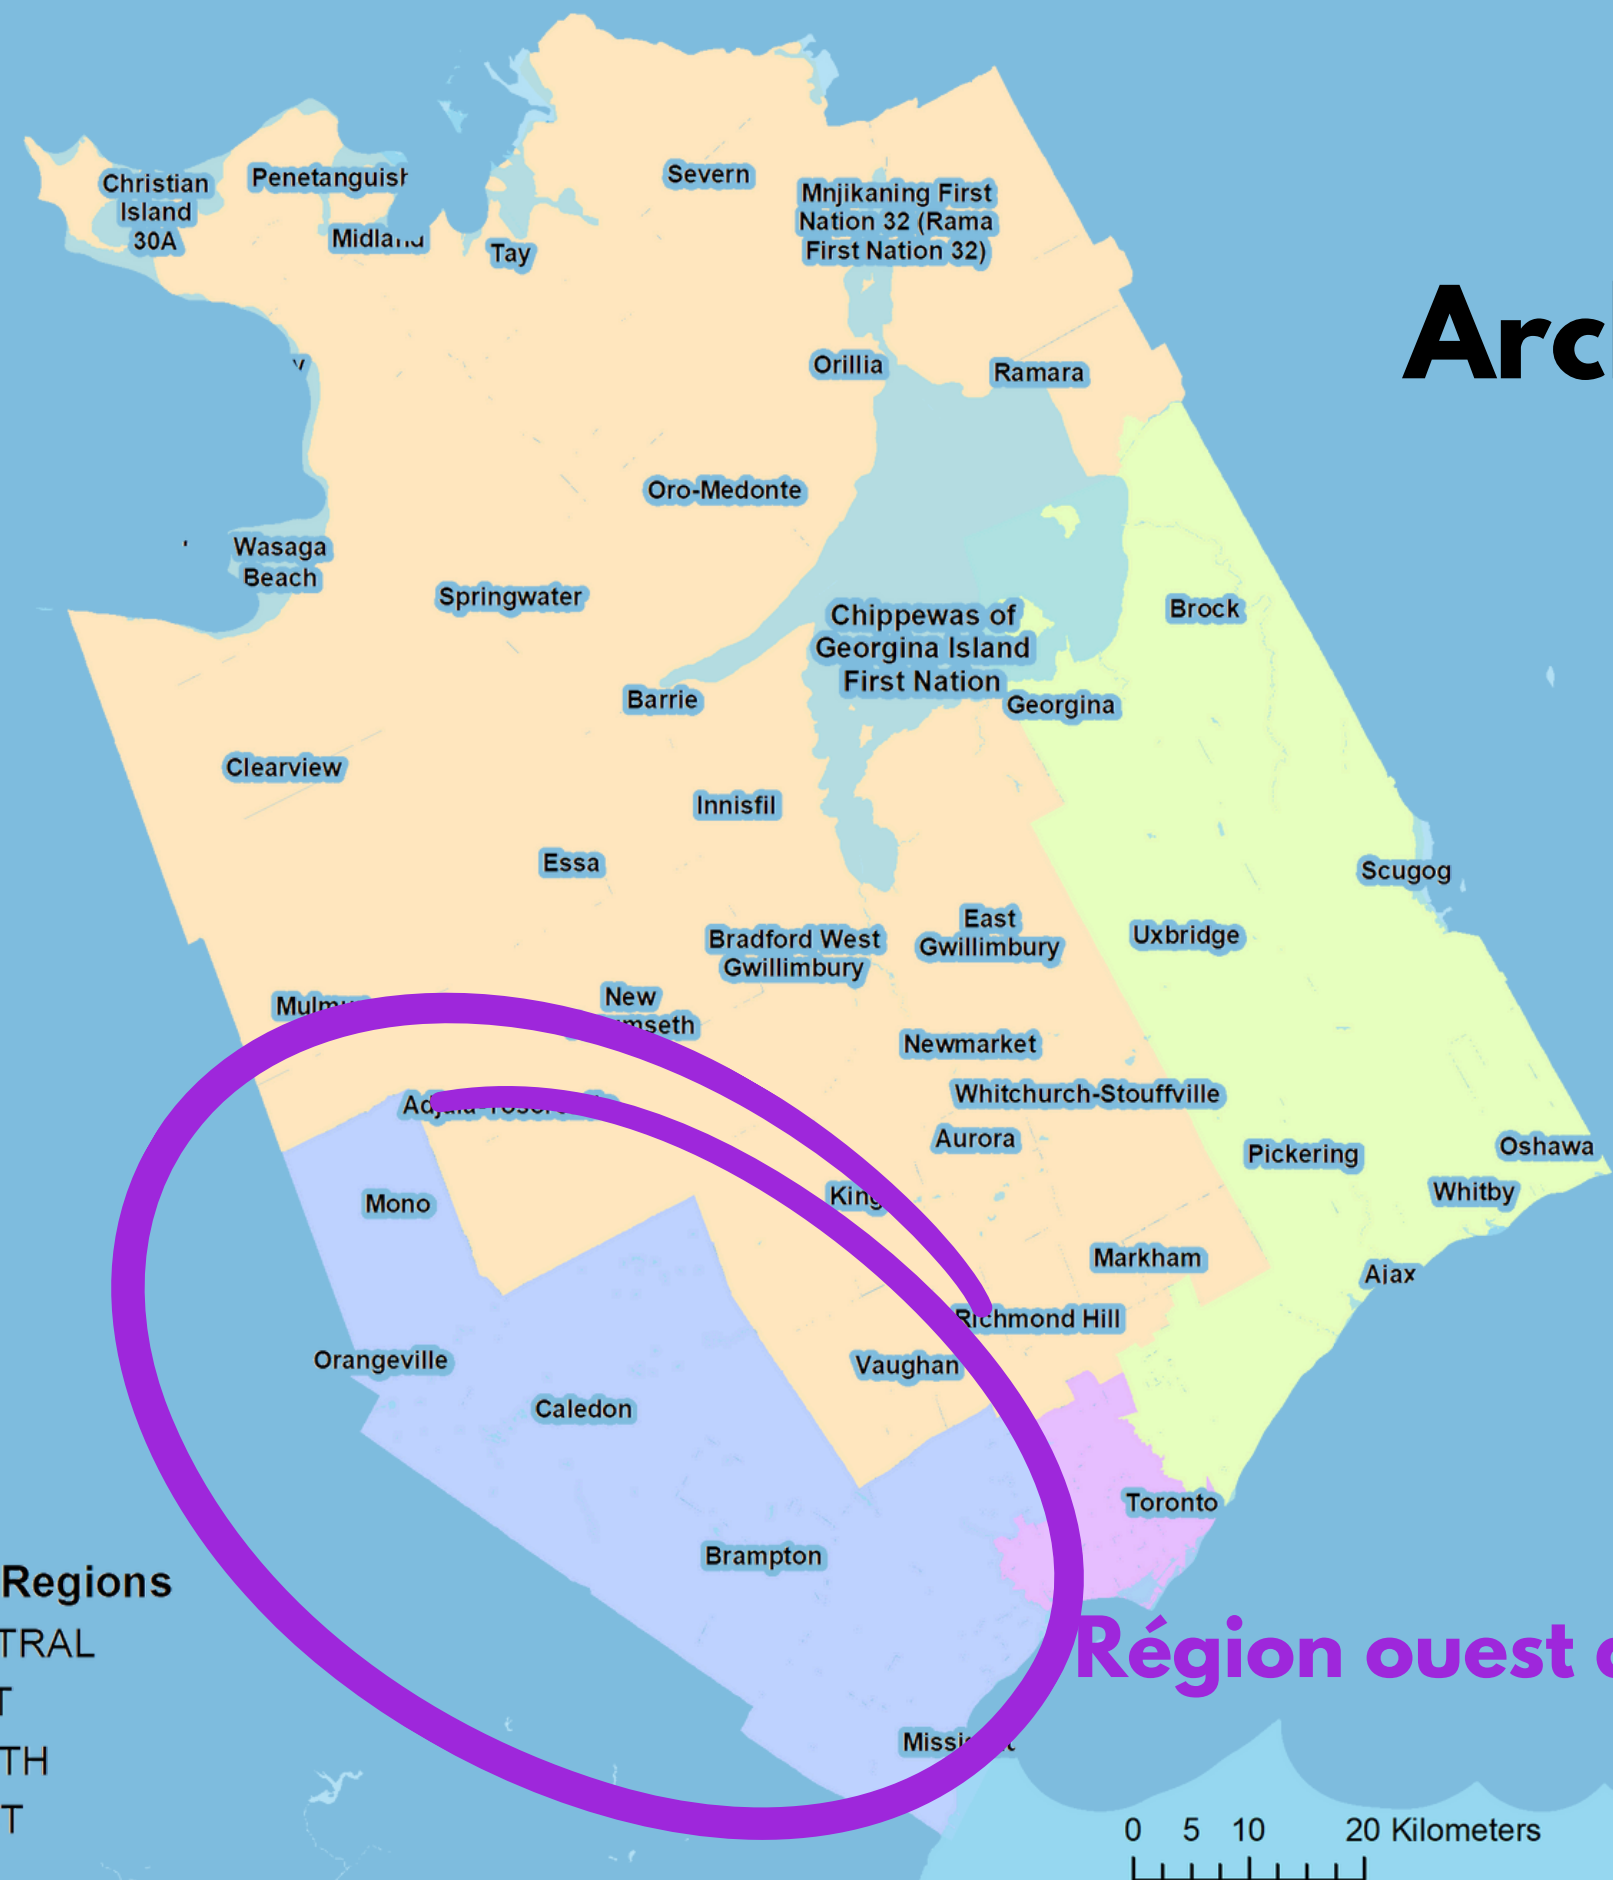 Severn
Christian
Island
30A
Penetanguish
Mnjikaning First
Nation 32 (Rama
First Nation 32)
Midland
Tay
Arc
Orillia
Ramara
Oro-Medonte
Wasaga
Beach
Springwater
Brock
Chippewas of
Georgina Island
First Nation
Barrie
Georgina
Clearview
Innisfil
Essa
Scugog
East
Gwillimbury
Bradford West
Gwillimbury
Uxbridge
New
mseth
Mulmu
Newmarket
Whitchurch-Stouffville
Aurora
Pickering
Oshawa
Whitby
King
Mono
Markham
Ajax
Richmond Hill
Orangeville
Vaughan
Caledon
Toronto
Brampton
Regions
TRAL
Région ouest
T
TH
T
0 5 10 20 Kilometers